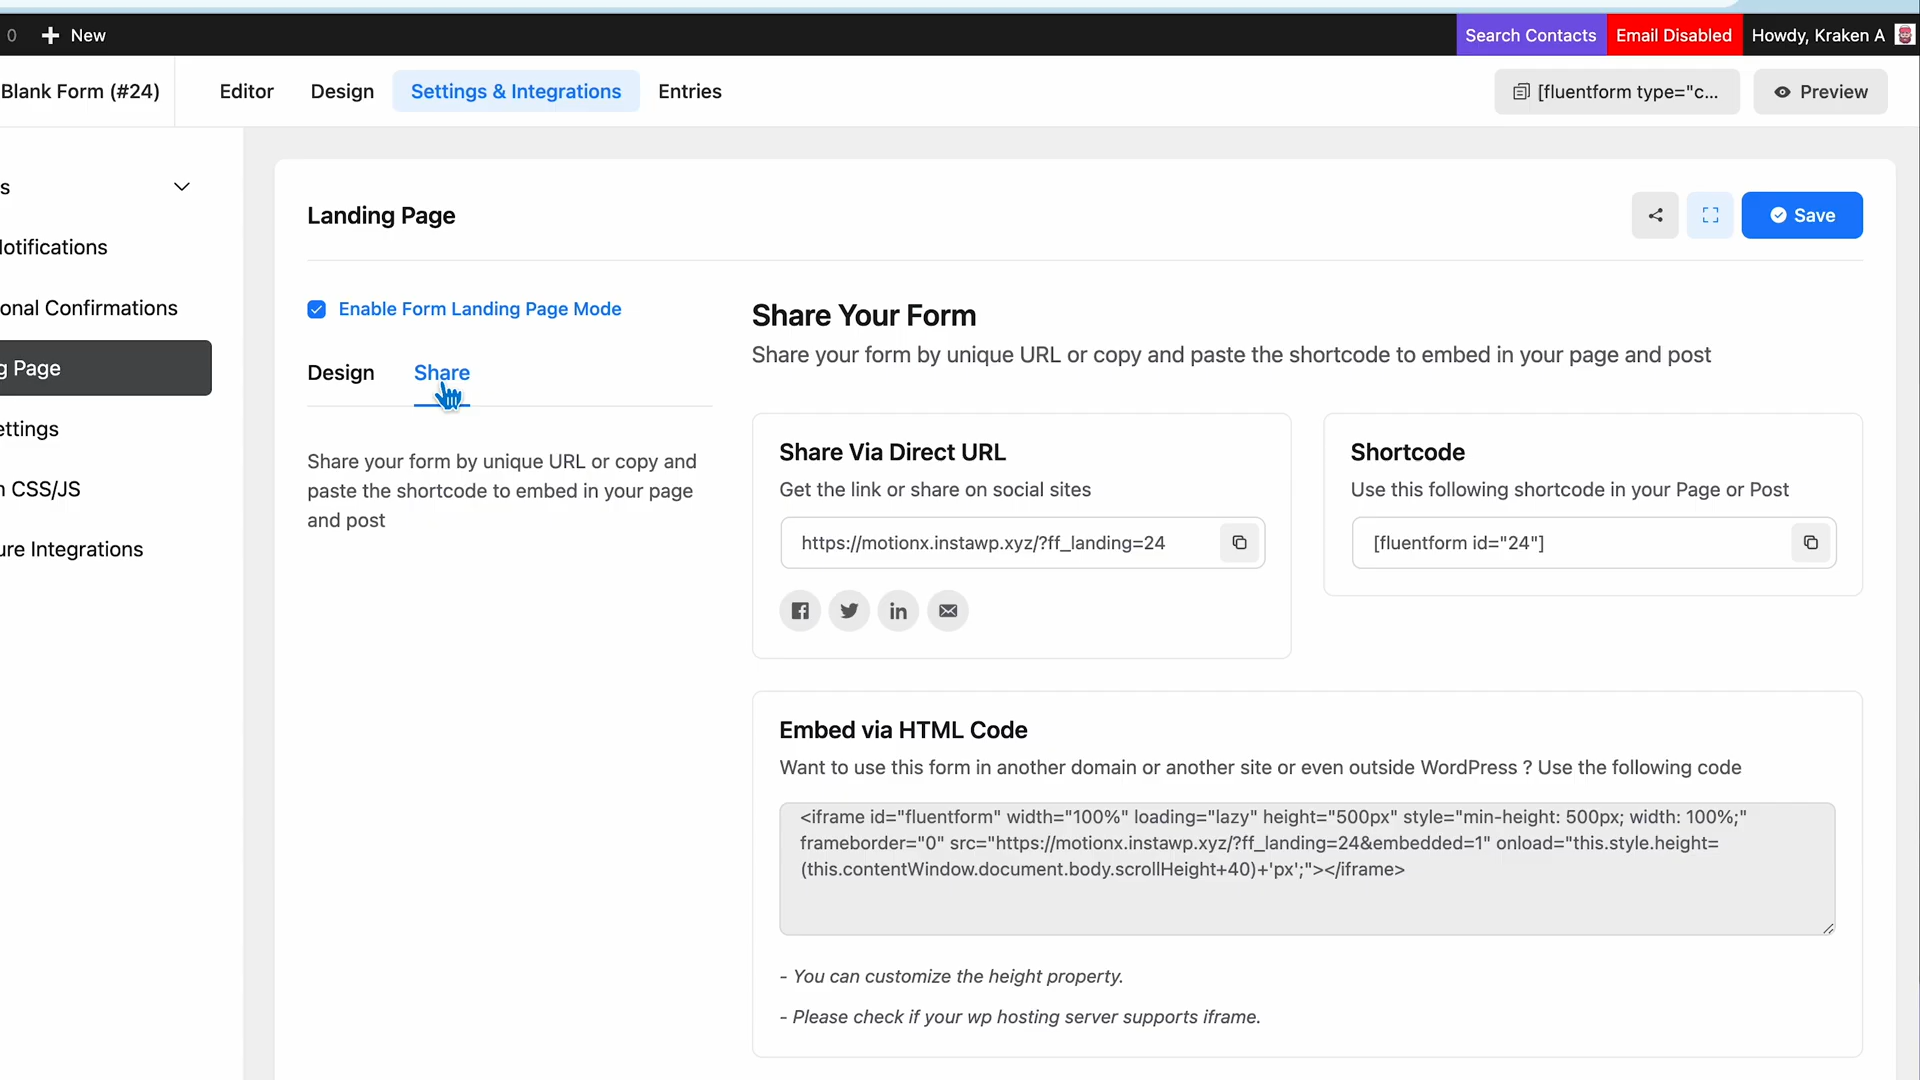 0 New Search Contacts Email Disabled Howdy, Kraken A
Blank Form (#24) Editor Design Settings & Integrations Entries [fluentform type="c... Preview
s
otifications
onal Confirmations
g Page
ettings
CSS/JS
ure Integrations
Landing Page Save
Enable Form Landing Page Mode
Design Share
Share your form by unique URL or copy and
paste the shortcode to embed in your page
and post
Share Your Form
Share your form by unique URL or copy and paste the shortcode to embed in your page and post
Share Via Direct URL
Get the link or share on social sites
https://motionx.instawp.xyz/?ff_landing=24
Shortcode
Use this following shortcode in your Page or Post
[fluentform id="24"]
Embed via HTML Code
Want to use this form in another domain or another site or even outside WordPress ? Use the following code
<iframe id="fluentform" width="100%" loading="lazy" height="500px" style="min-height: 500px; width: 100%;"
frameborder="0" src="https://motionx.instawp.xyz/?ff_landing=24&embedded=1" onload="this.style.height=
(this.contentWindow.document.body.scrollHeight+40)+'px';"></iframe>
- You can customize the height property.
- Please check if your wp hosting server supports iframe.